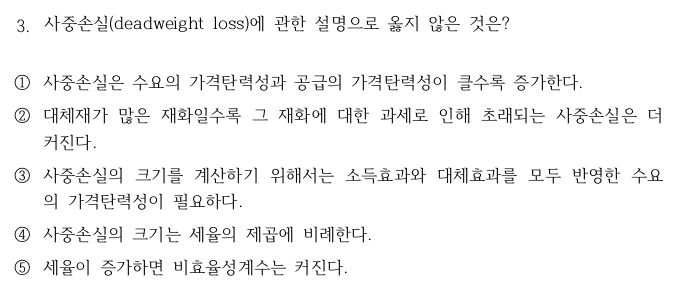 3. 사중손실(deadweight loss)에 관한 설명으로 옳지 않은 것은?
① 사중손실은 수요의 가격탄력성과 공급의 가격탄력성이 클수록 증가한다.
② 대체재가 많은 재화일수록 그 재화에 대한 과세로 인해 초래되는 사중손실은 더
커진다.
③ 사중손실의 크기를 계산하기 위해서는 소득효과와 대체효과를 모두 반영한 수요
의 가격탄력성이 필요하다.
④ 사중손실의 크기는 세율의 제곱에 비례한다.
⑤ 세율이 증가하면 비효율성계수는 커진다.